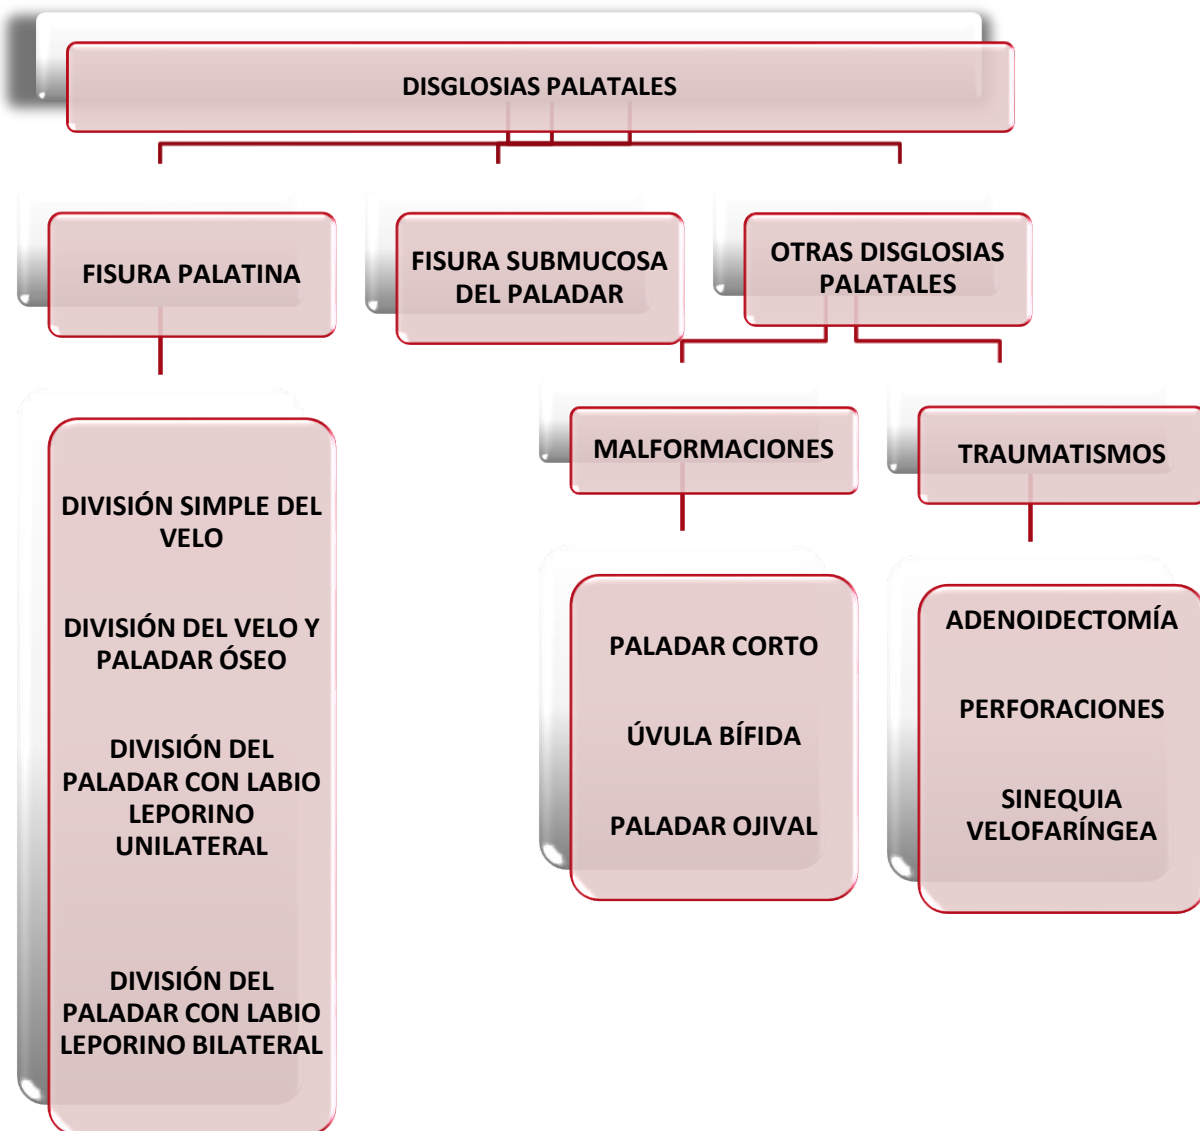 DISGLOSIAS PALATALES
FISURA PALATINA
FISURA SUBMUCOSA
DEL PALADAR
OTRAS DISGLOSIAS
PALATALES
DIVISIÓN SIMPLE DEL
VELO
DIVISIÓN DEL VELO Y
PALADAR ÓSEO
DIVISIÓN DEL
PALADAR CON LABIO
LEPORINO
UNILATERAL
DIVISIÓN DEL
PALADAR CON LABIO
LEPORINO BILATERAL
MALFORMACIONES
PALADAR CORTO
ÚVULA BÍFIDA
PALADAR OJIVAL
TRAUMATISMOS
ADENOIDECTOMÍA
PERFORACIONES
SINEQUIA
VELOFARÍNGEA